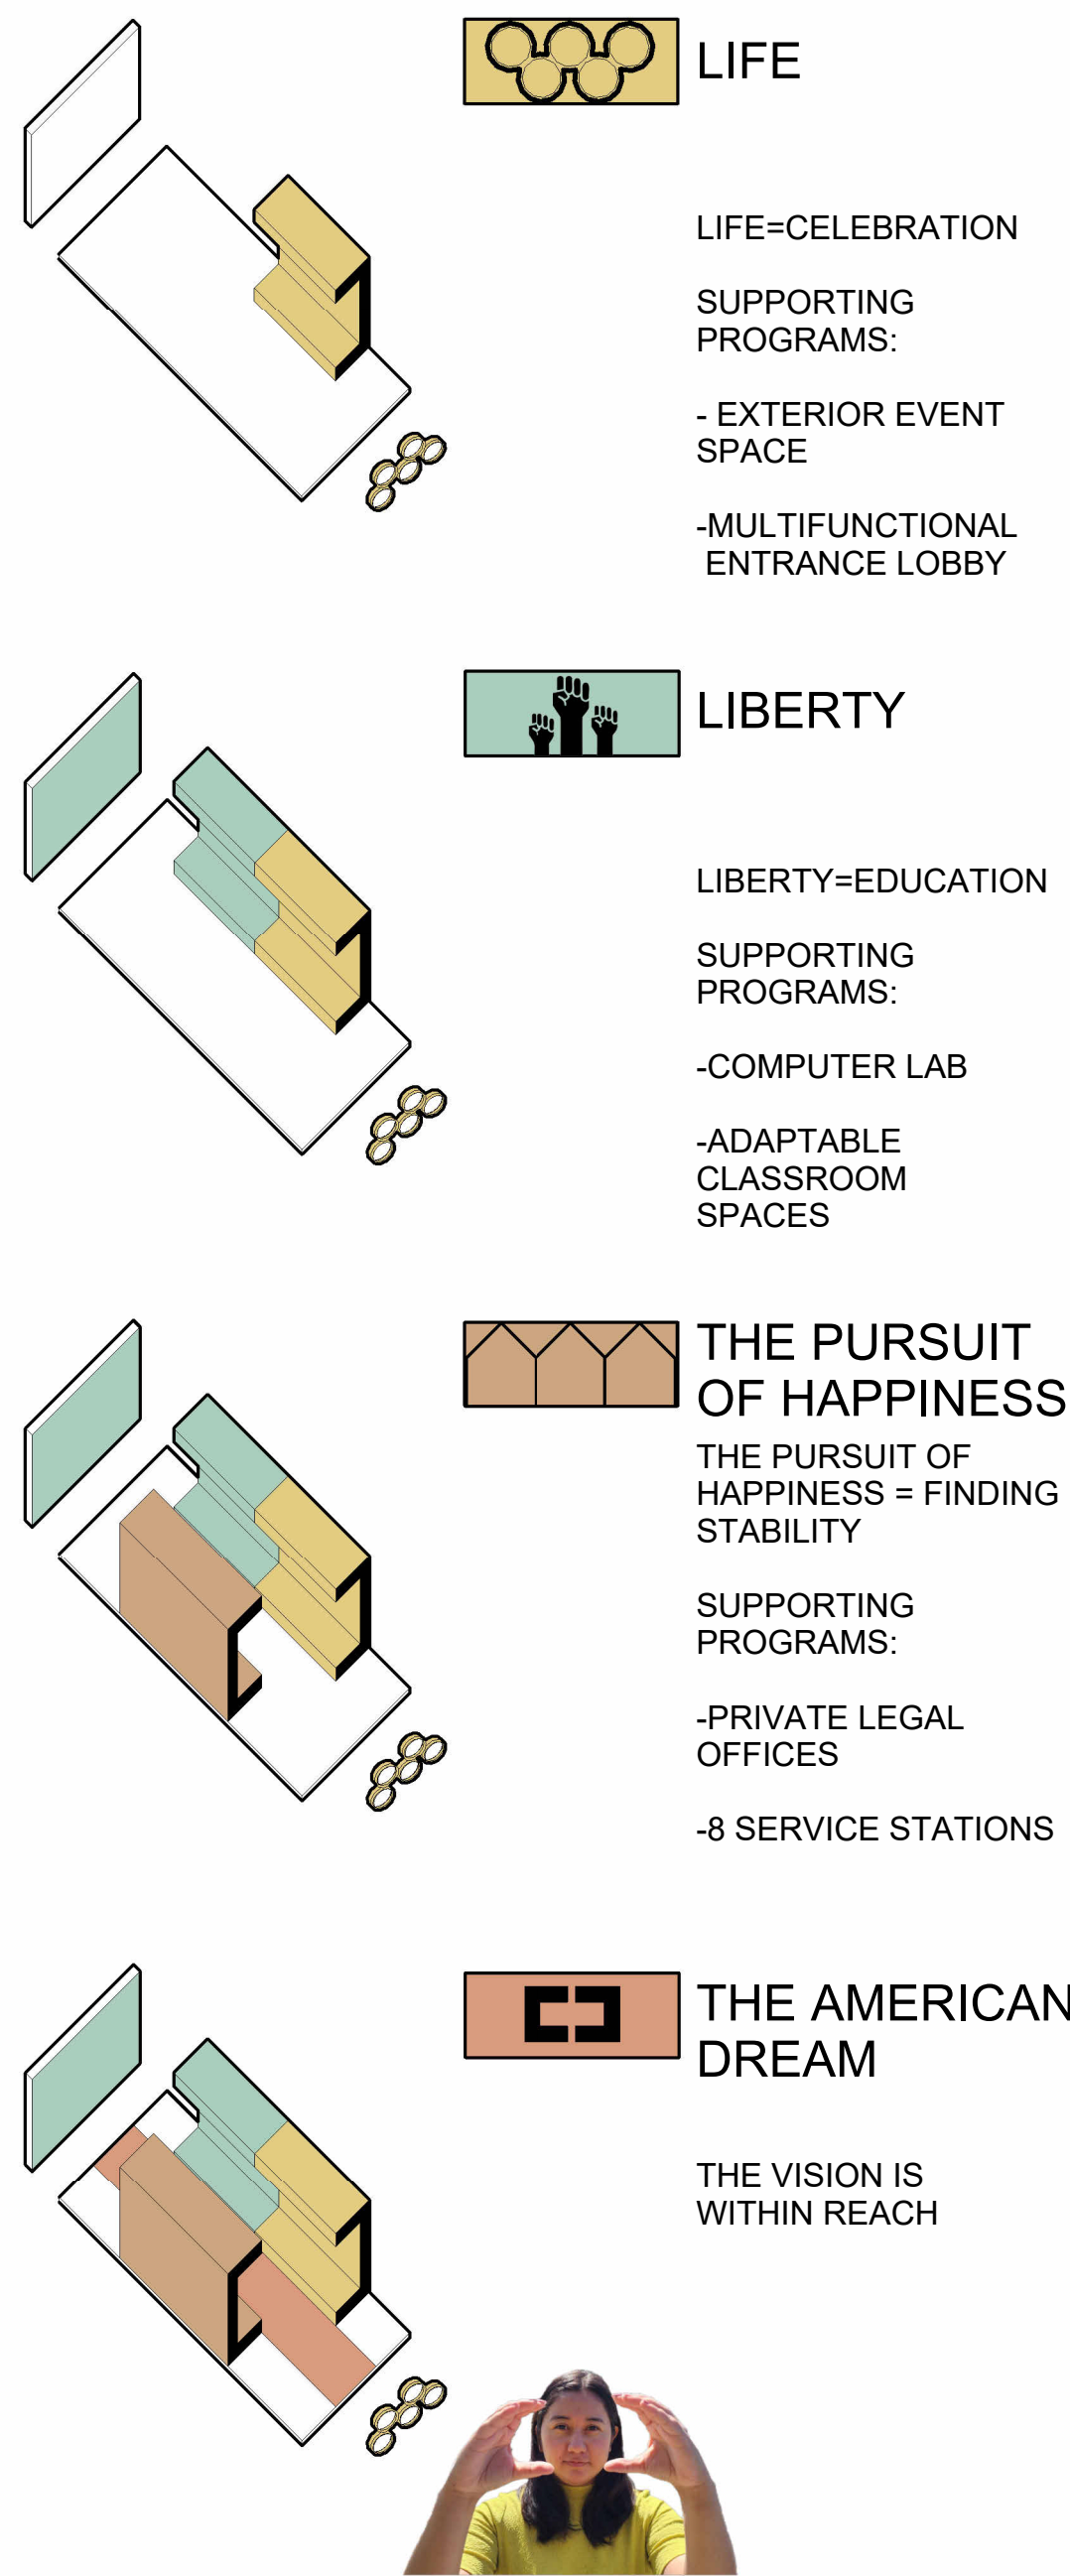 LIFE
LIFE=CELEBRATION
SUPPORTING
PROGRAMS:
- EXTERIOR EVENT
SPACE
-MULTIFUNCTIONAL
ENTRANCE LOBBY
LIBERTY
LIBERTY=EDUCATION
SUPPORTING
PROGRAMS:
-COMPUTER LAB
-ADAPTABLE
CLASSROOM
SPACES
THE PURSUIT
OF HAPPINESS
THE PURSUIT OF
HAPPINESS = FINDING
STABILITY
SUPPORTING
PROGRAMS:
-PRIVATE LEGAL
OFFICES
-8 SERVICE STATIONS
THE AMERICAN
DREAM
THE VISION IS
WITHIN REACH